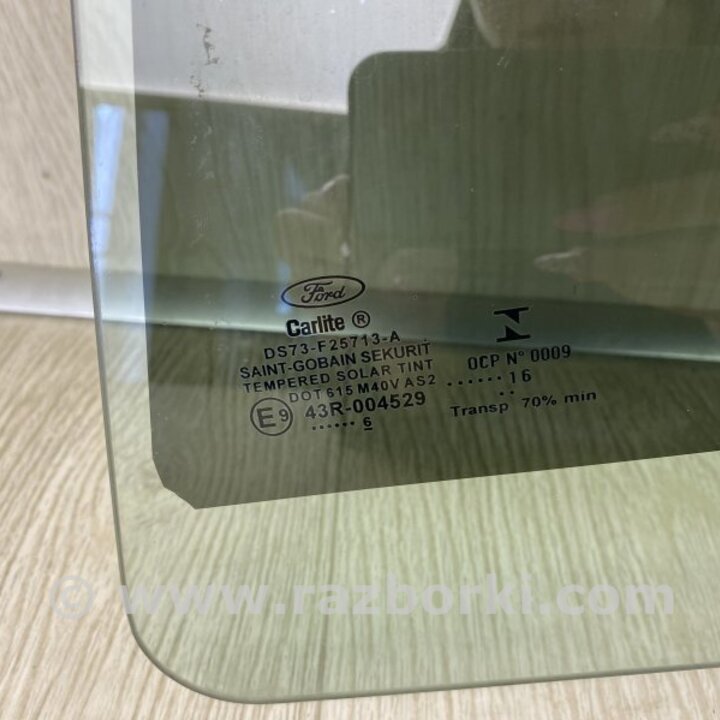 Ford
Carlite ®
DS73-F25713-A
SAINT-GOBAIN SEKURIT
TEMPERED SOLAR TINT
DOT 615 M40V AS2
E9 43R-004529
...... 6
OCP N° 0009
...... 16
..
Transp 70% min
© www.razborki.com